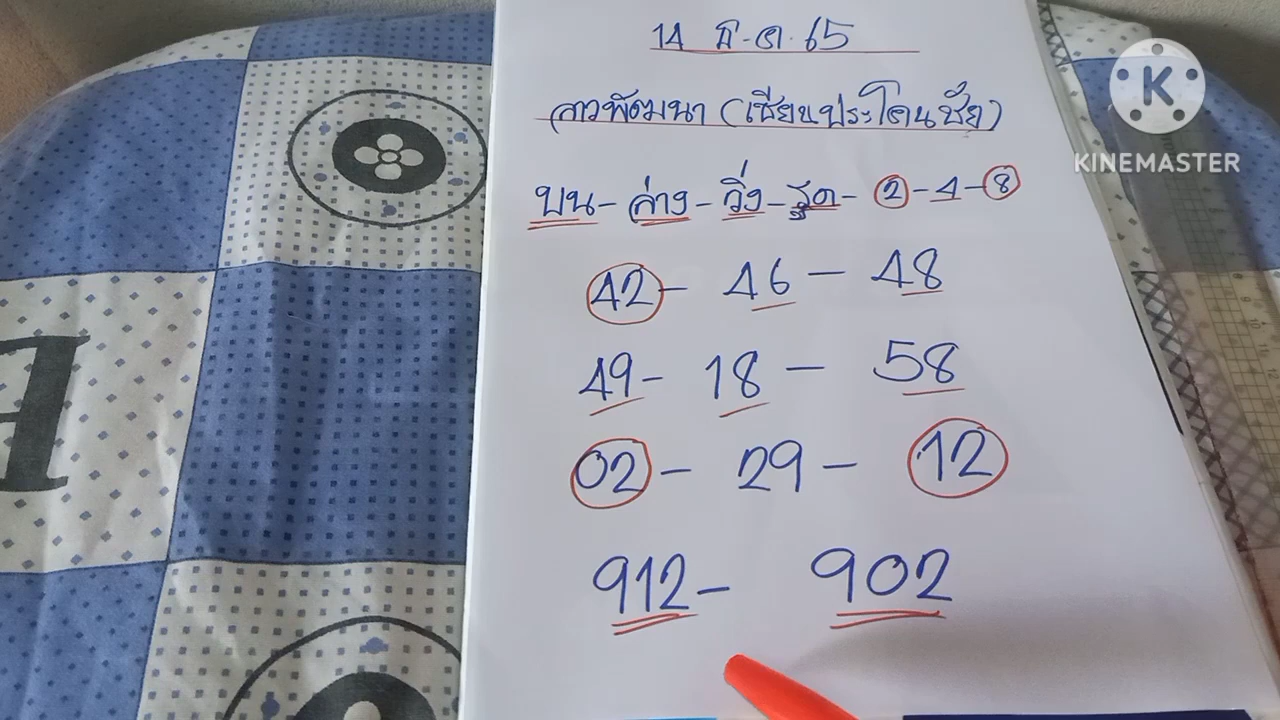 14 มี.ค. 65
ลาวพัฒนา (เซียนประโคนชัย)
บน - ล่าง - วิ่ง - รูด - 2 - 4 - 8
42 - 46 - 48
49 - 18 - 58
02 - 29 - 12
912 - 902
K
KINEMASTER